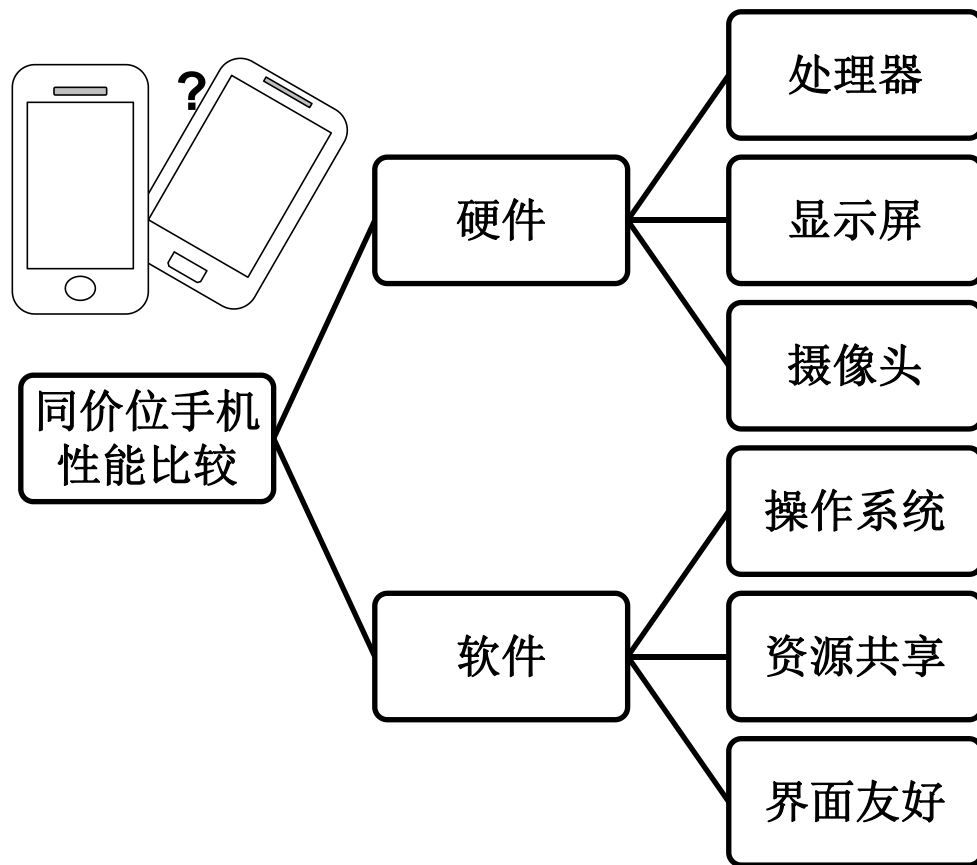 ?
同价位手机
性能比较
硬件
处理器
显示屏
摄像头
软件
操作系统
资源共享
界面友好